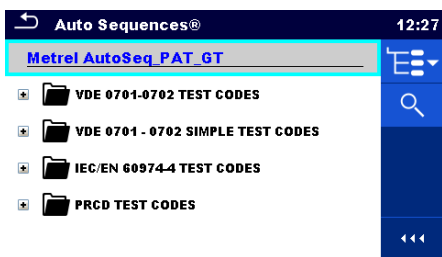 Auto Sequences® 12:27
Metrel AutoSeq_PAT_GT
VDE 0701-0702 TEST CODES
VDE 0701 - 0702 SIMPLE TEST CODES
IEC/EN 60974-4 TEST CODES
PRCD TEST CODES